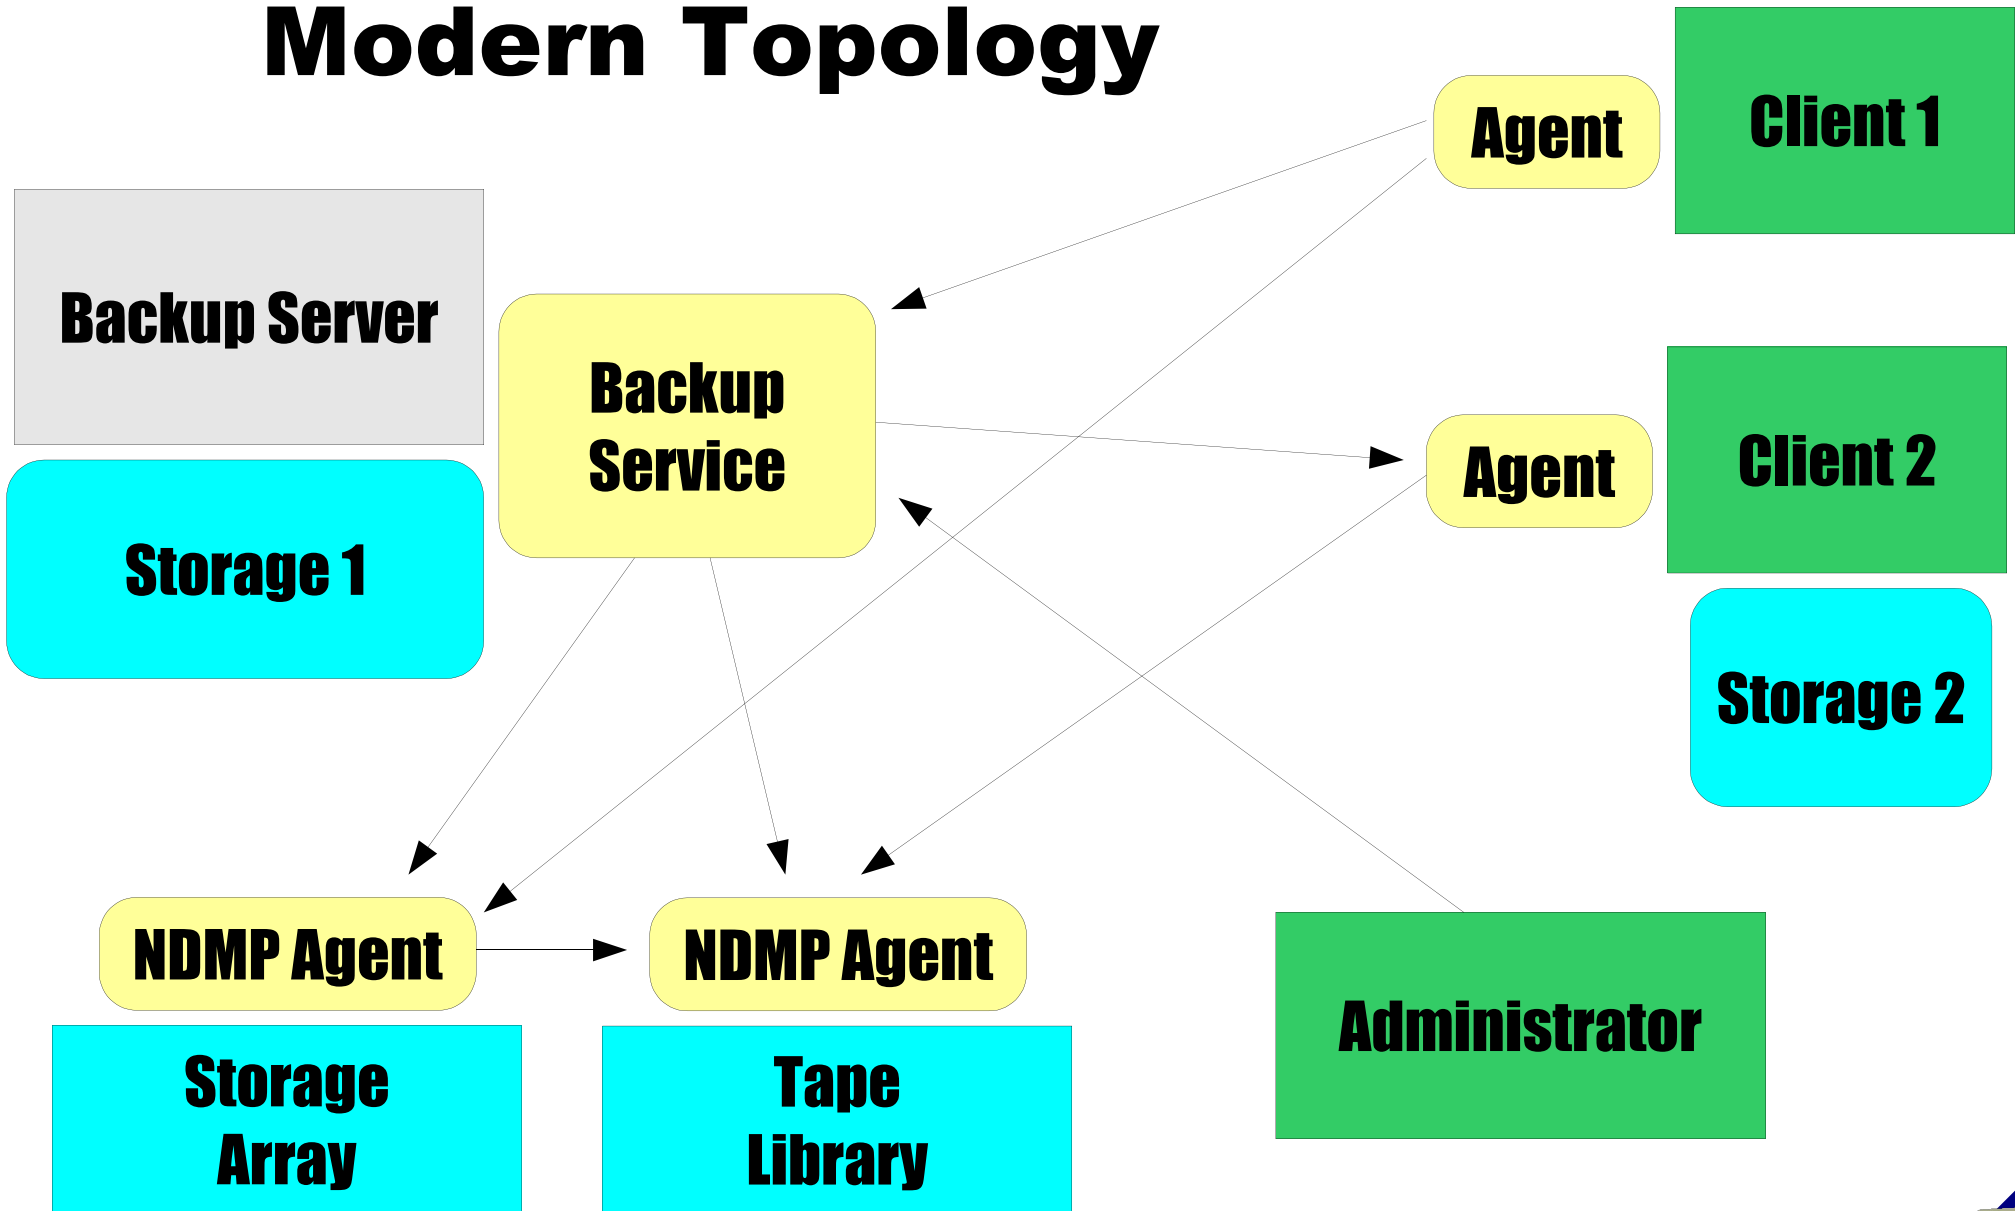 Modern Topology
Agent
Client 1
Backup Server
Backup
Service
Agent
Client 2
Storage 1
Storage 2
NDMP Agent
NDMP Agent
Administrator
Storage
Array
Tape
Library